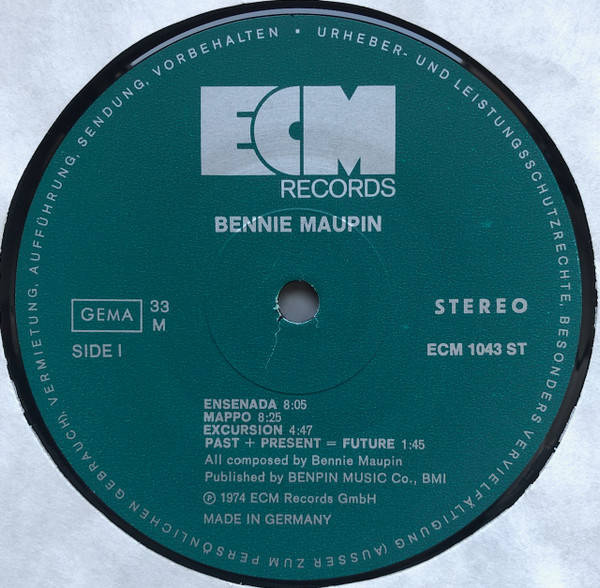 URHEBER- UND LEISTUNGSSCHUTZRECHTE, BESONDERS VERVIELFÄLTIGUNG (AUSSER ZUM PERSÖNLICHEN GEBRAUCH), VERMIETUNG, AUFFÜHRUNG, SENDUNG, VORBEHALTEN •
ECM
RECORDS
BENNIE MAUPIN
GEMA 33
M
STEREO
SIDE I
ECM 1043 ST
ENSENADA 8:05
MAPPO 8:25
EXCURSION 4:47
PAST + PRESENT = FUTURE 1:45
All composed by Bennie Maupin
Published by BENPIN MUSIC Co., BMI
℗ 1974 ECM Records GmbH
MADE IN GERMANY